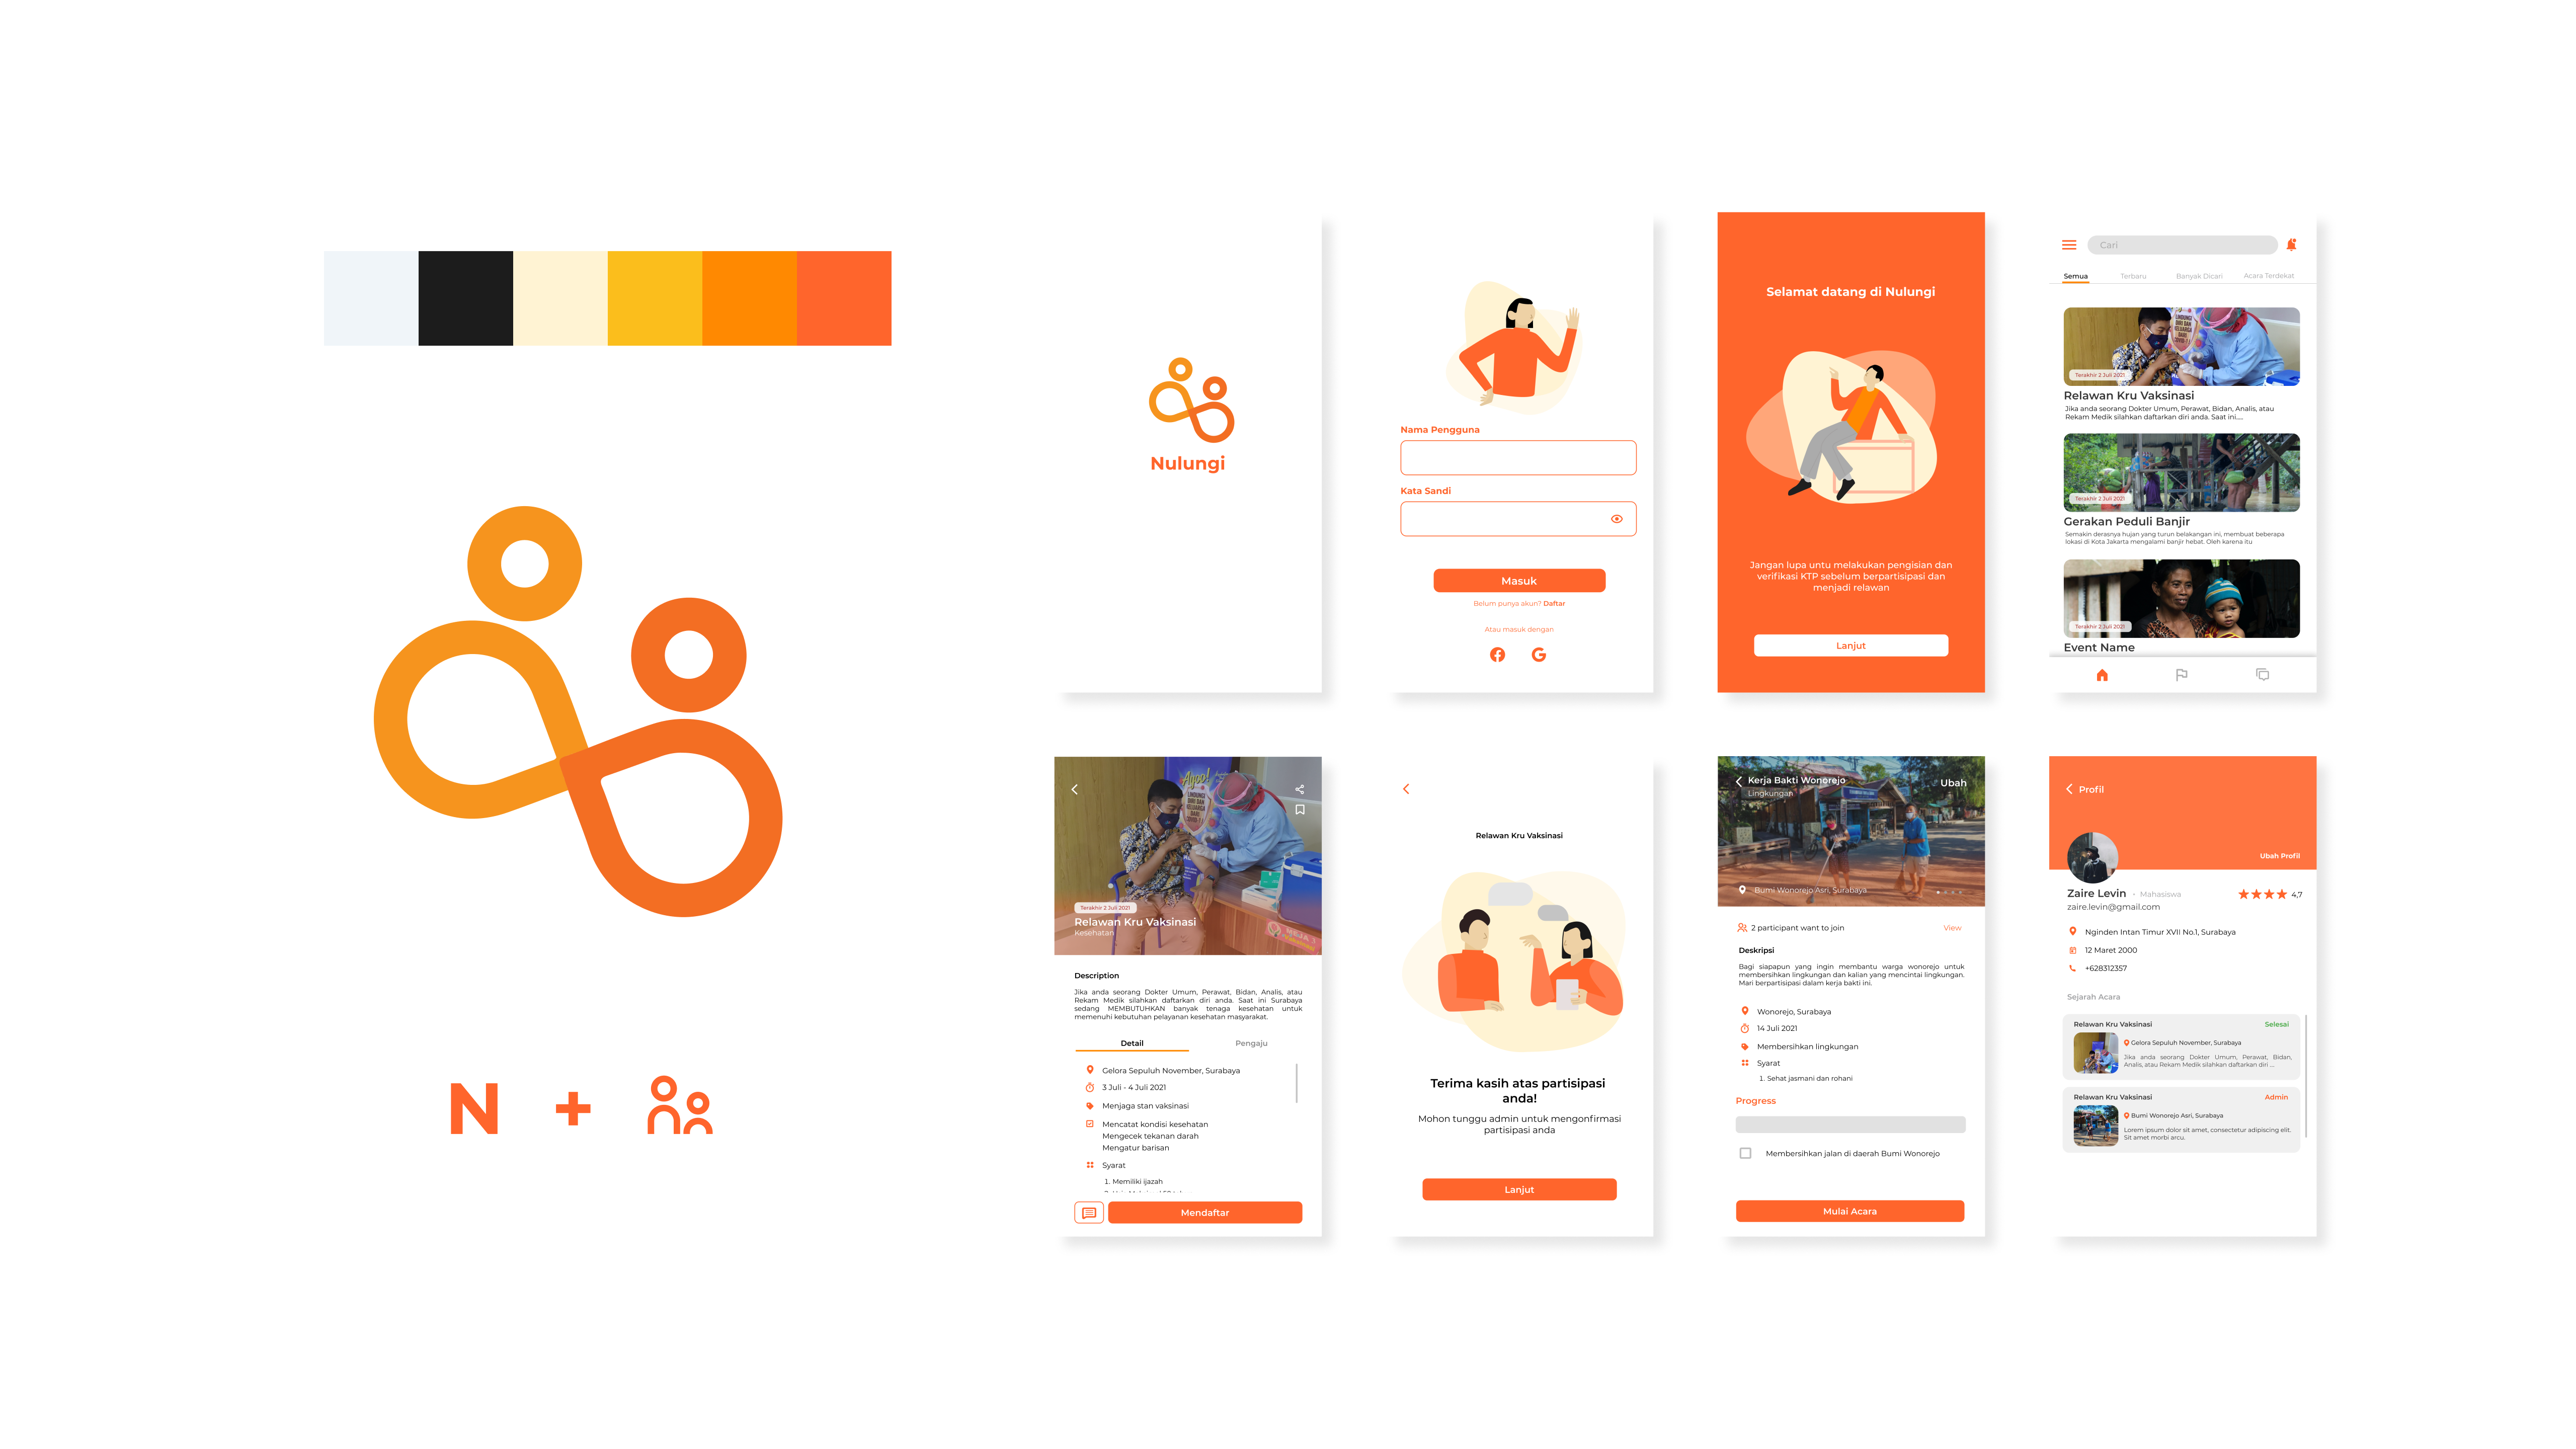 N +
Nulungi
Nama Pengguna
Kata Sandi
Masuk
Belum punya akun? Daftar
Atau masuk dengan
Selamat datang di Nulungi
Jangan lupa untu melakukan pengisian dan
verifikasi KTP sebelum berpartisipasi dan
menjadi relawan
Lanjut
Cari
Semua
Terbaru
Banyak Dicari
Acara Terdekat
LINDUNGI
DIRI DAN
KELUARGA
Terakhir 2 Juli 2021
Relawan Kru Vaksinasi
Jika anda seorang Dokter Umum, Perawat, Bidan, Analis, atau
Rekam Medik silahkan daftarkan diri anda. Saat ini....
Terakhir 2 Juli 2021
Gerakan Peduli Banjir
Semakin derasnya hujan yang turun belakangan ini, membuat beberapa
lokasi di Kota Jakarta mengalami banjir hebat. Oleh karena itu
Terakhir 2 Juli 2021
Event Name
Ayoo!
LINDUNGI
DIRI DAN
KELUARGA
Terakhir 2 Juli 2021
Relawan Kru Vaksinasi
Kesehatan
Description
Jika anda seorang Dokter Umum, Perawat, Bidan, Analis, atau
Rekam Medik silahkan daftarkan diri anda. Saat ini Surabaya
sedang MEMBUTUHKAN banyak tenaga kesehatan untuk
memenuhi kebutuhan pelayanan kesehatan masyarakat.
Detail
Pengaju
Gelora Sepuluh November, Surabaya
3 Juli - 4 Juli 2021
Menjaga stan vaksinasi
Mencatat kondisi kesehatan
Mengecek tekanan darah
Mengatur barisan
Syarat
1. Memiliki ijazah
Mendaftar
Relawan Kru Vaksinasi
Terima kasih atas partisipasi
anda!
Mohon tunggu admin untuk mengonfirmasi
partisipasi anda
Lanjut
Kerja Bakti Wonorejo
Lingkungan
Ubah
Bumi Wonorejo Asri, Surabaya
2 participant want to join
View
Deskripsi
Bagi siapapun yang ingin membantu warga wonorejo untuk
membersihkan lingkungan dan kalian yang mencintai lingkungan.
Mari berpartisipasi dalam kerja bakti ini.
Wonorejo, Surabaya
14 Juli 2021
Membersihkan lingkungan
Syarat
1. Sehat jasmani dan rohani
Progress
Membersihkan jalan di daerah Bumi Wonorejo
Mulai Acara
Profil
Ubah Profil
Zaire Levin
Mahasiswa
4,7
zaire.levin@gmail.com
Nginden Intan Timur XVII No.1, Surabaya
12 Maret 2000
+628312357
Sejarah Acara
Relawan Kru Vaksinasi
Selesai
Gelora Sepuluh November, Surabaya
Jika anda seorang Dokter Umum, Perawat, Bidan,
Analis, atau Rekam Medik silahkan daftarkan diri ...
Relawan Kru Vaksinasi
Admin
Bumi Wonorejo Asri, Surabaya
Lorem ipsum dolor sit amet, consectetur adipiscing elit.
Sit amet morbi arcu.